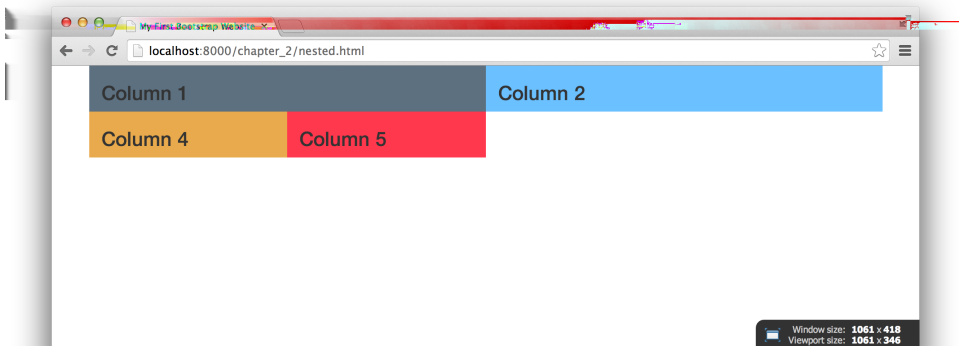 My First Bootstrap Website
localhost:8000/chapter_2/nested.html
Column 1
Column 2
Column 4
Column 5
Window size: 1061 x 418
Viewport size: 1061 x 346